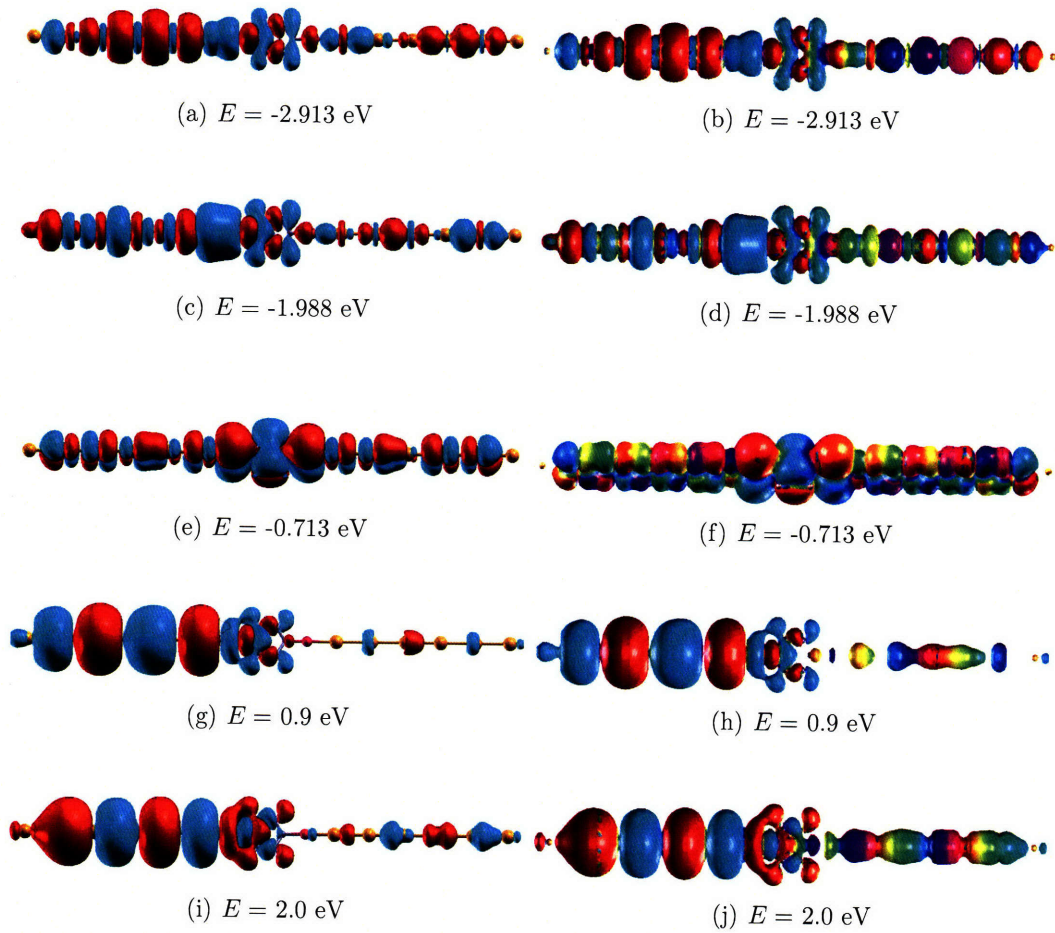 (a) E = -2.913 eV
(b) E = -2.913 eV
(c) E = -1.988 eV
(d) E = -1.988 eV
(e) E = -0.713 eV
(f) E = -0.713 eV
(g) E = 0.9 eV
(h) E = 0.9 eV
(i) E = 2.0 eV
(j) E = 2.0 eV